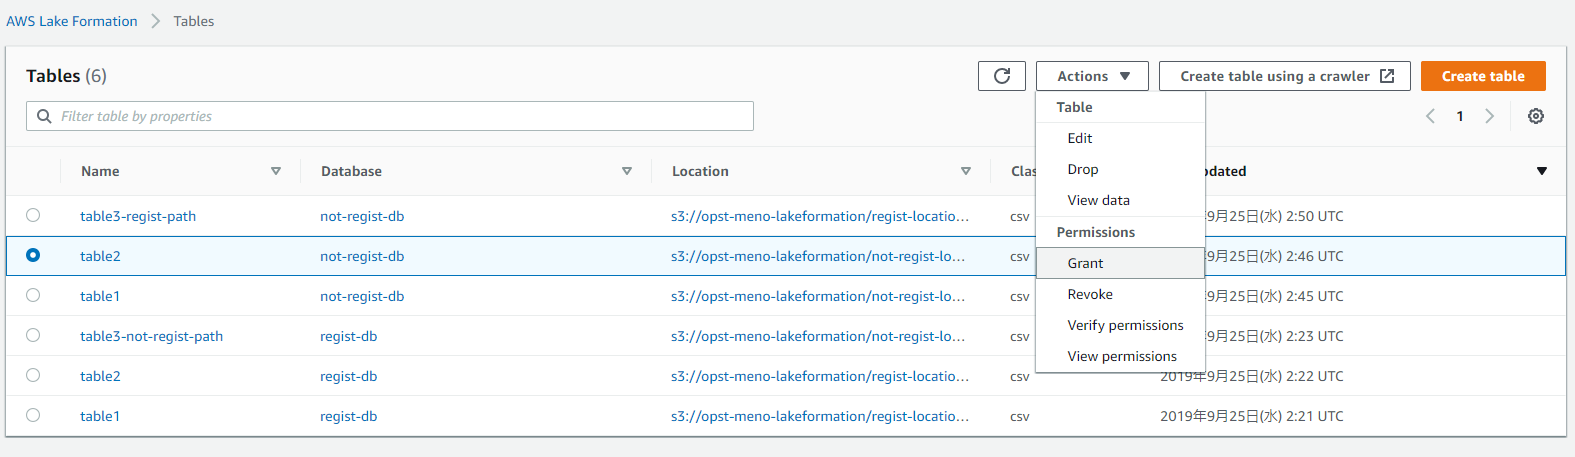 AWS Lake Formation > Tables
Tables (6)
Actions
Create table using a crawler
Create table
Filter table by properties
1
Table
Edit
Drop
View data
Permissions
Grant
Revoke
Verify permissions
View permissions
Name Database Location Clas pdated
table3-regist-path not-regist-db s3://opst-meno-lakeformation/regist-locatio... csv 年9月25日(水) 2:50 UTC
table2 not-regist-db s3://opst-meno-lakeformation/not-regist-lo... csv 年9月25日(水) 2:46 UTC
table1 not-regist-db s3://opst-meno-lakeformation/not-regist-lo... csv 年9月25日(水) 2:45 UTC
table3-not-regist-path regist-db s3://opst-meno-lakeformation/not-regist-lo... csv 年9月25日(水) 2:23 UTC
table2 regist-db s3://opst-meno-lakeformation/regist-locatio... csv 2019年9月25日(水) 2:22 UTC
table1 regist-db s3://opst-meno-lakeformation/regist-locatio... csv 2019年9月25日(水) 2:21 UTC